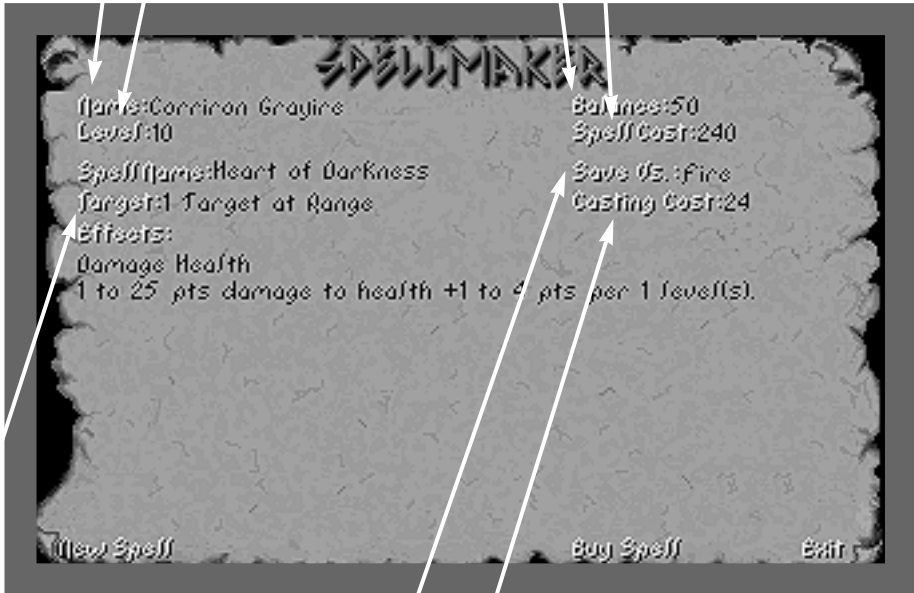 SPELLMAKER
Name:Corriron Grayire
Balance:50
Level:10
Spell Cost:240
Spell Name:Heart of Darkness
Save Vs.:Fire
Target:1 Target at Range
Casting Cost:24
Effects:
Damage Health
1 to 25 pts damage to health +1 to 4 pts per 1 level(s).
New Spell
Buy Spell
Exit